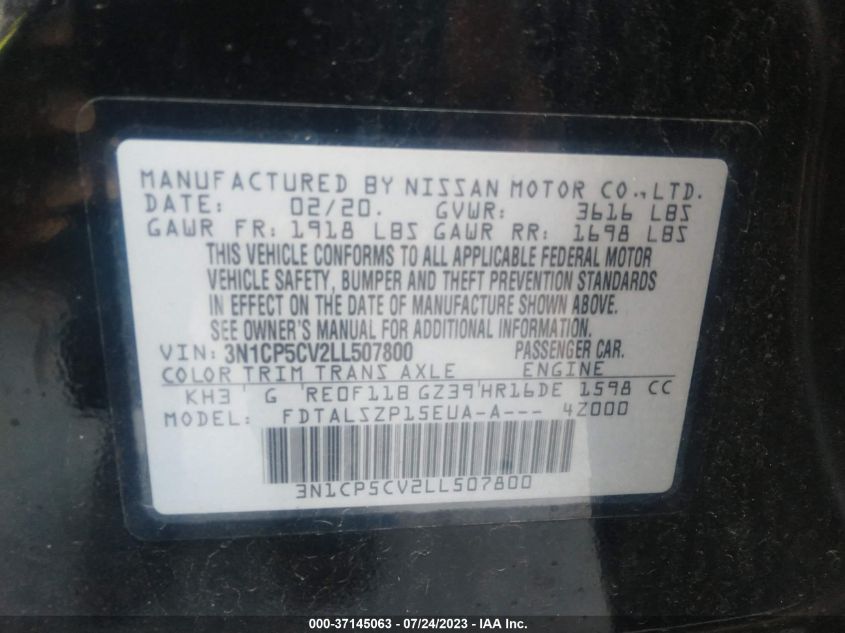 MANUFACTURED BY NISSAN MOTOR CO., LTD.
DATE: 02/20. GVWR: 3616 LBS
GAWR FR: 1918 LBS GAWR RR: 1698 LBS
THIS VEHICLE CONFORMS TO ALL APPLICABLE FEDERAL MOTOR
VEHICLE SAFETY, BUMPER AND THEFT PREVENTION STANDARDS
IN EFFECT ON THE DATE OF MANUFACTURE SHOWN ABOVE.
SEE OWNER'S MANUAL FOR ADDITIONAL INFORMATION.
VIN: 3N1CP5CV2LL507800 PASSENGER CAR.
COLOR TRIM TRANS AXLE ENGINE
KH3 G RE0F11B GZ39 HR16DE 1598 CC
MODEL: FDTALSZP15EUA-A--- 4Z000
3N1CP5CV2LL507800
000-37145063 - 07/24/2023 - IAA Inc.